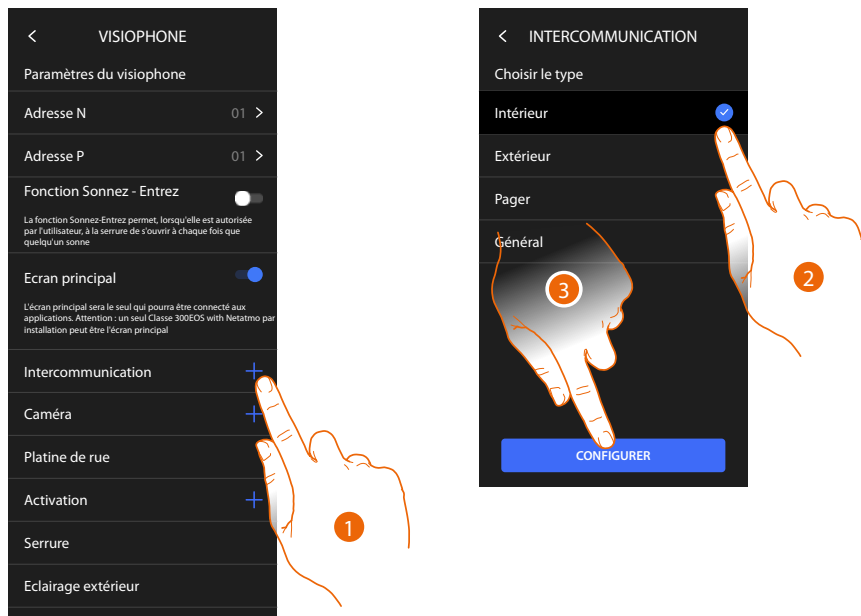 VISIOPHONE
Paramètres du visiophone
Adresse N 01
Adresse P 01
Fonction Sonnez - Entrez
La fonction Sonnez-Entrez permet, lorsqu'elle est autorisée
par l'utilisateur, à la serrure de s'ouvrir à chaque fois que
quelqu'un sonne
Ecran principal
L'écran principal sera le seul qui pourra être connecté aux
applications. Attention : un seul Classe 300EOS with Netatmo par
installation peut être l'écran principal
Intercommunication
Caméra
Platine de rue
Activation
Serrure
Eclairage extérieur
1
INTERCOMMUNICATION
Choisir le type
Intérieur
Extérieur
Pager
Général
2
3
CONFIGURER